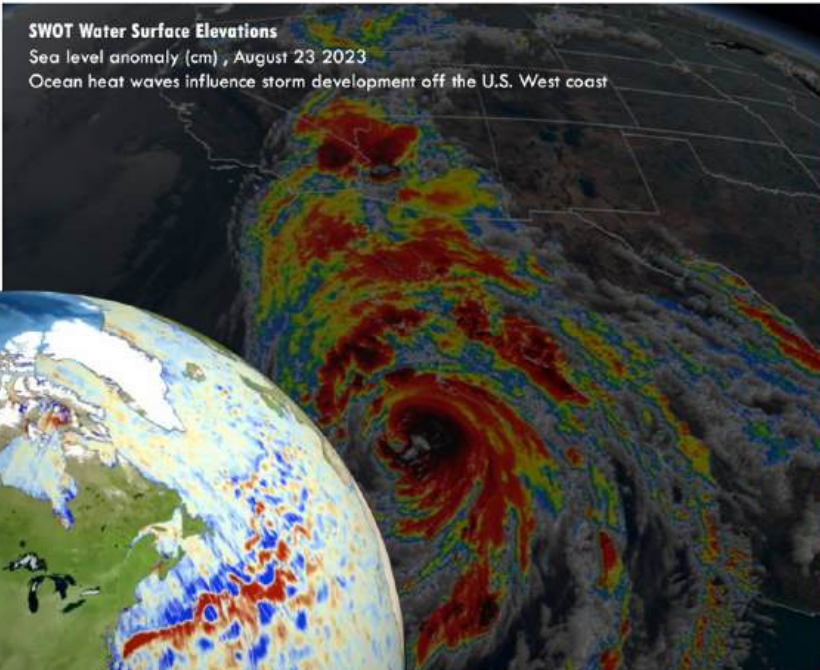 SWOT Water Surface Elevations
Sea level anomaly (cm) , August 23 2023
Ocean heat waves influence storm development off the U.S. West coast